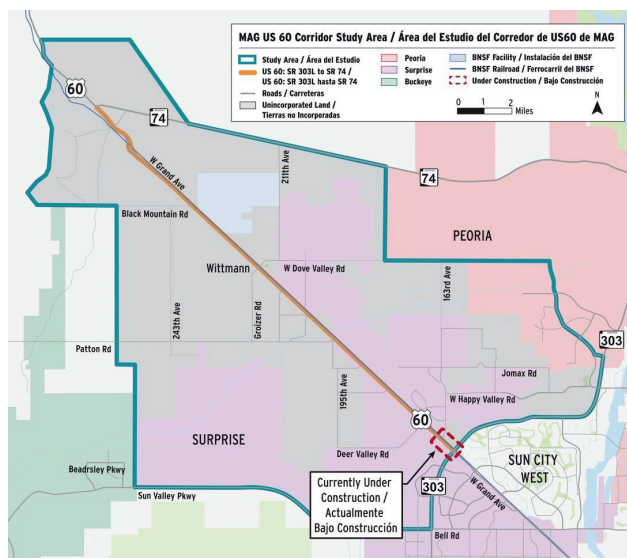 MAG US 60 Corridor Study Area / Área del Estudio del Corredor de US60 de MAG
Study Area / Área del Estudio
US 60: SR 303L to SR 74 /
US 60: SR 303L hasta SR 74
Roads / Carreteras
Unincorporated Land /
Tierras no Incorporadas
Peoria
Surprise
Buckeye
BNSF Facility / Instalación del BNSF
BNSF Railroad / Ferrocarril del BNSF
Under Construction / Bajo Construcción
0 1 2
Miles
N
60
74
W Grand Ave
211th Ave
74
Black Mountain Rd
PEORIA
Wittmann
W Dove Valley Rd
163rd Ave
243th Ave
Grolzer Rd
303
Patton Rd
Jomax Rd
195th Ave
W Happy Valley Rd
60
SURPRISE
Deer Valley Rd
SUN CITY
WEST
Beadrsley Pkwy
Currently Under
Construction /
Actualmente
Bajo Construcción
303
W Grand Ave
Sun Valley Pkwy
Bell Rd